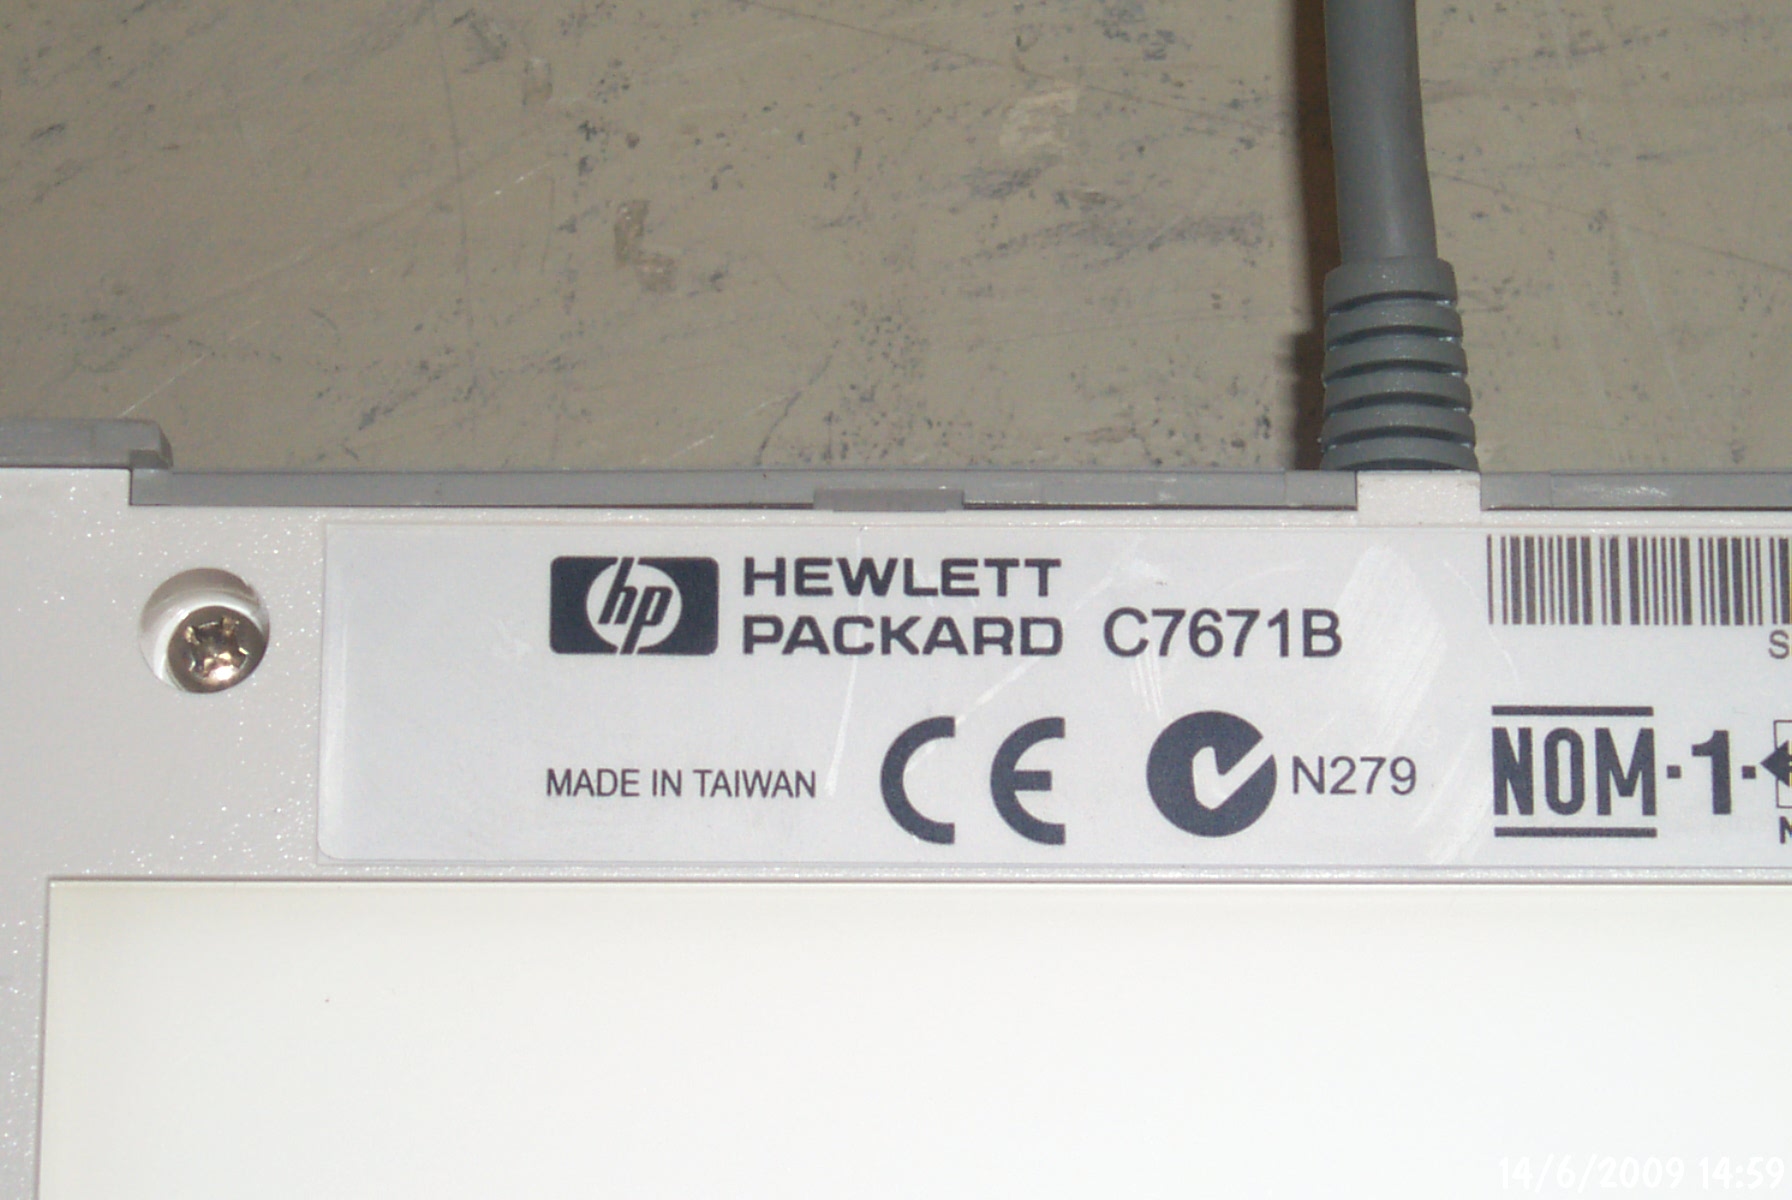 hp HEWLETT
PACKARD C7671B
MADE IN TAIWAN CE N279 NOM-1-
14/6/2009 14:59